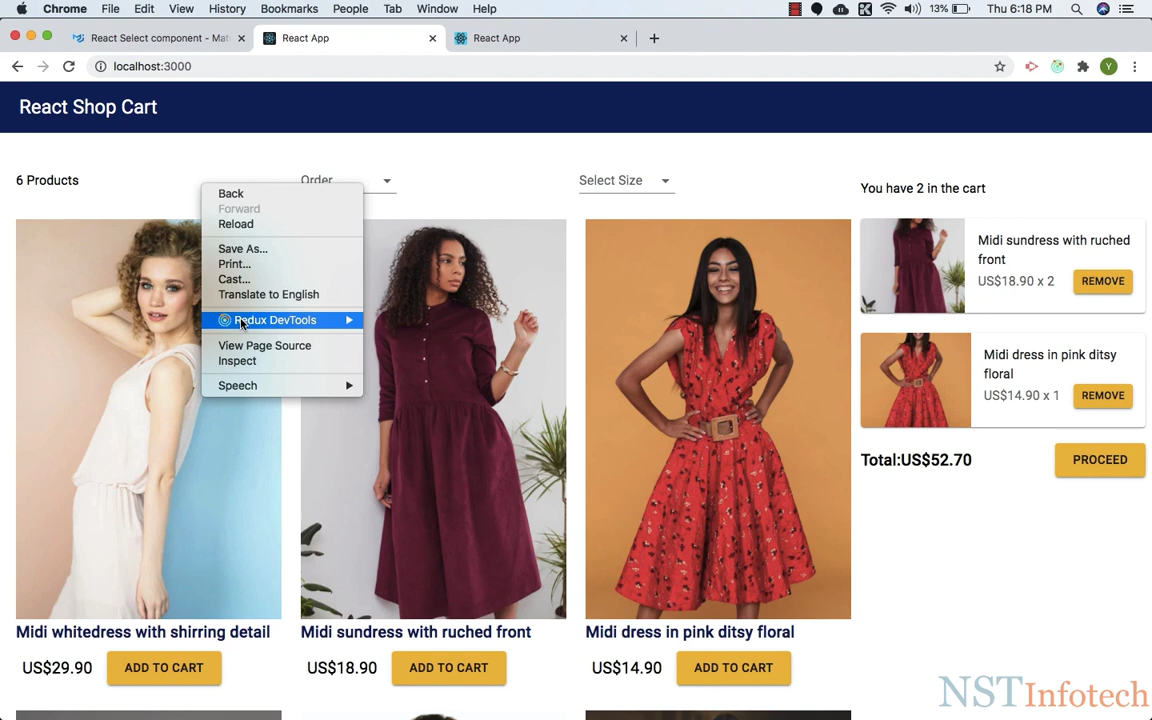 Chrome File Edit View History Bookmarks People Tab Window Help 13% Thu 6:18 PM
React Select component - Mate
React App
React App
localhost:3000
Y
React Shop Cart
6 Products
Order
Select Size
You have 2 in the cart
Back
Forward
Reload
Save As...
Print...
Cast...
Translate to English
Redux DevTools
View Page Source
Inspect
Speech
Midi sundress with ruched
front
US$18.90 x 2
REMOVE
Midi dress in pink ditsy
floral
US$14.90 x 1
REMOVE
Total:US$52.70
PROCEED
Midi whitedress with shirring detail
US$29.90
ADD TO CART
Midi sundress with ruched front
US$18.90
ADD TO CART
Midi dress in pink ditsy floral
US$14.90
ADD TO CART
NSTInfotech